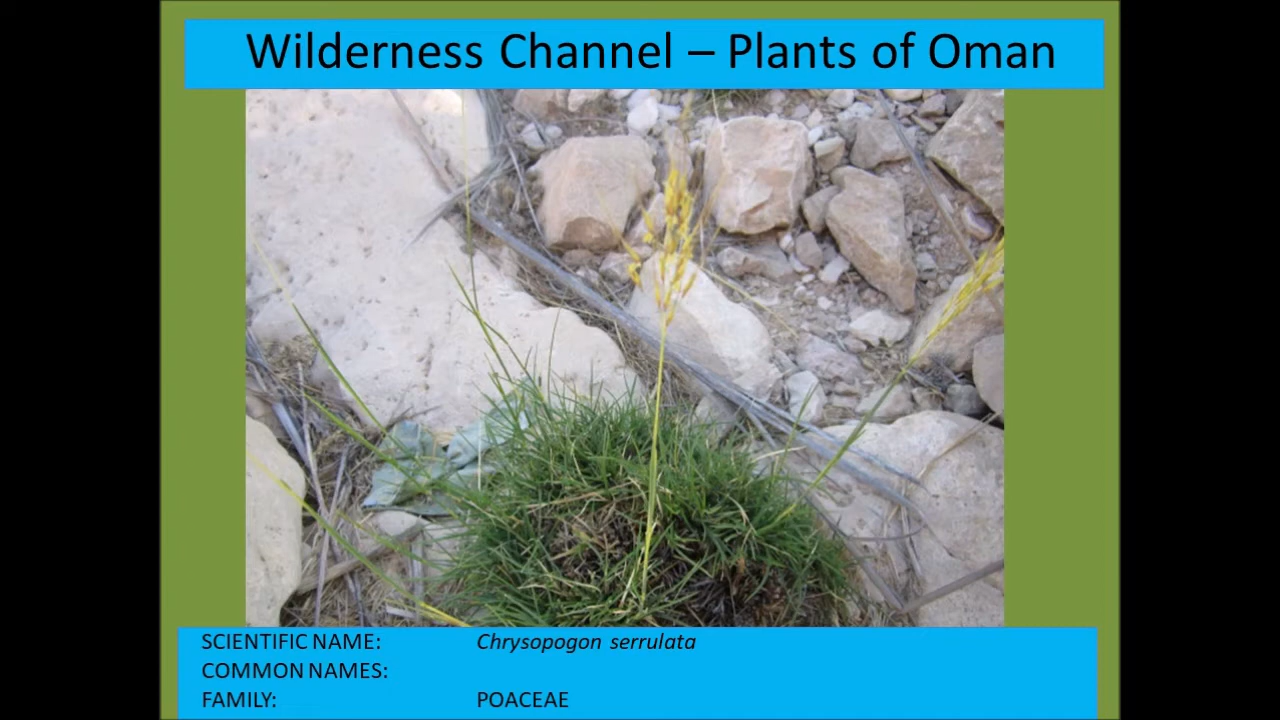 Wilderness Channel – Plants of Oman
SCIENTIFIC NAME: Chrysopogon serrulata
COMMON NAMES:
FAMILY: POACEAE